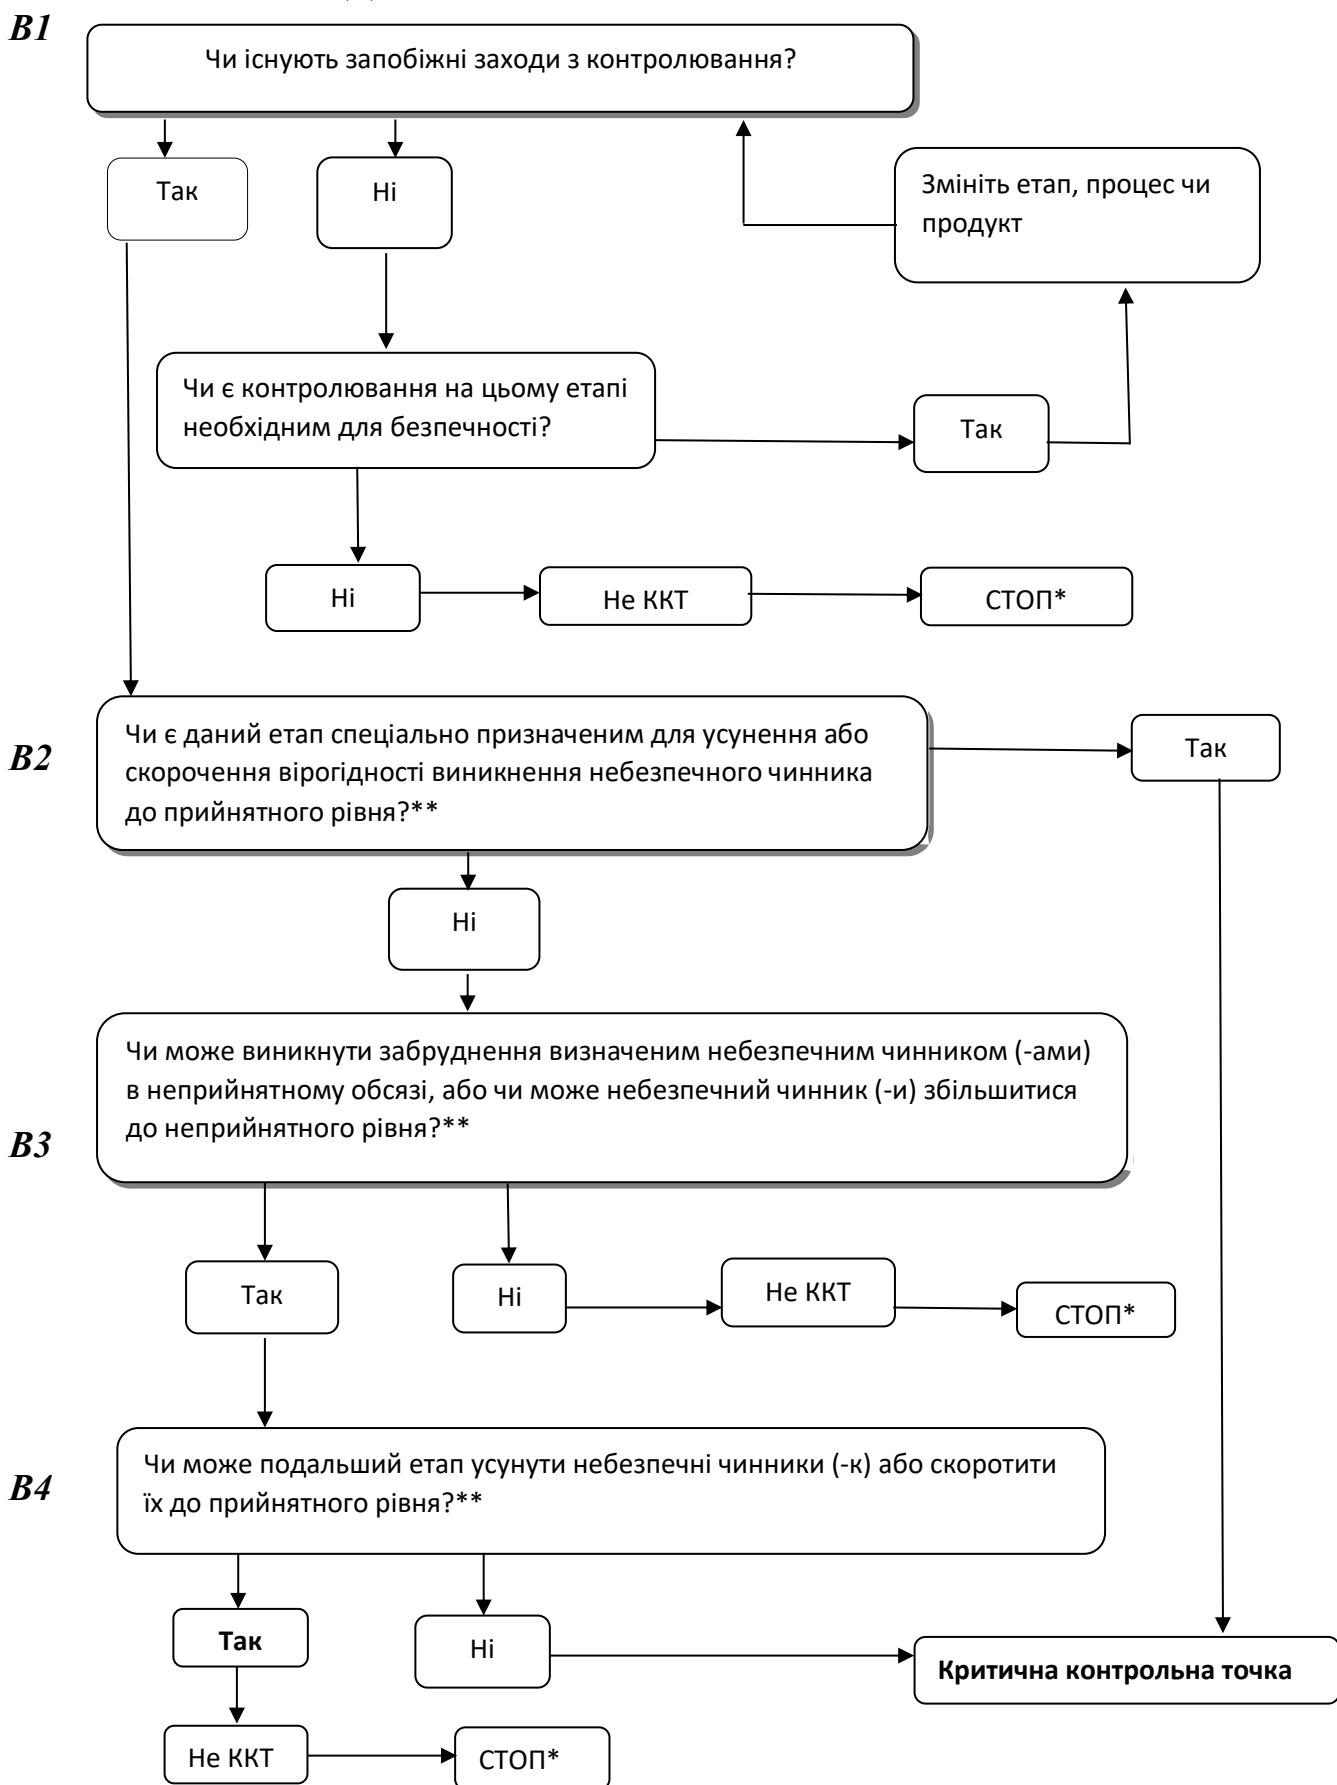 В1
Чи існують запобіжні заходи з контролювання?
Так
Ні
Змініть етап, процес чи
продукт
Чи є контролювання на цьому етапі
необхідним для безпечності?
Так
Ні
Не ККТ
СТОП*
В2
Чи є даний етап спеціально призначеним для усунення або
скорочення вірогідності виникнення небезпечного чинника
до прийнятного рівня?**
Так
Ні
В3
Чи може виникнути забруднення визначеним небезпечним чинником (-ами)
в неприйнятному обсязі, або чи може небезпечний чинник (-и) збільшитися
до неприйнятного рівня?**
Так
Ні
Не ККТ
СТОП*
В4
Чи може подальший етап усунути небезпечні чинники (-к) або скоротити
їх до прийнятного рівня?**
Так
Ні
Критична контрольна точка
Не ККТ
СТОП*